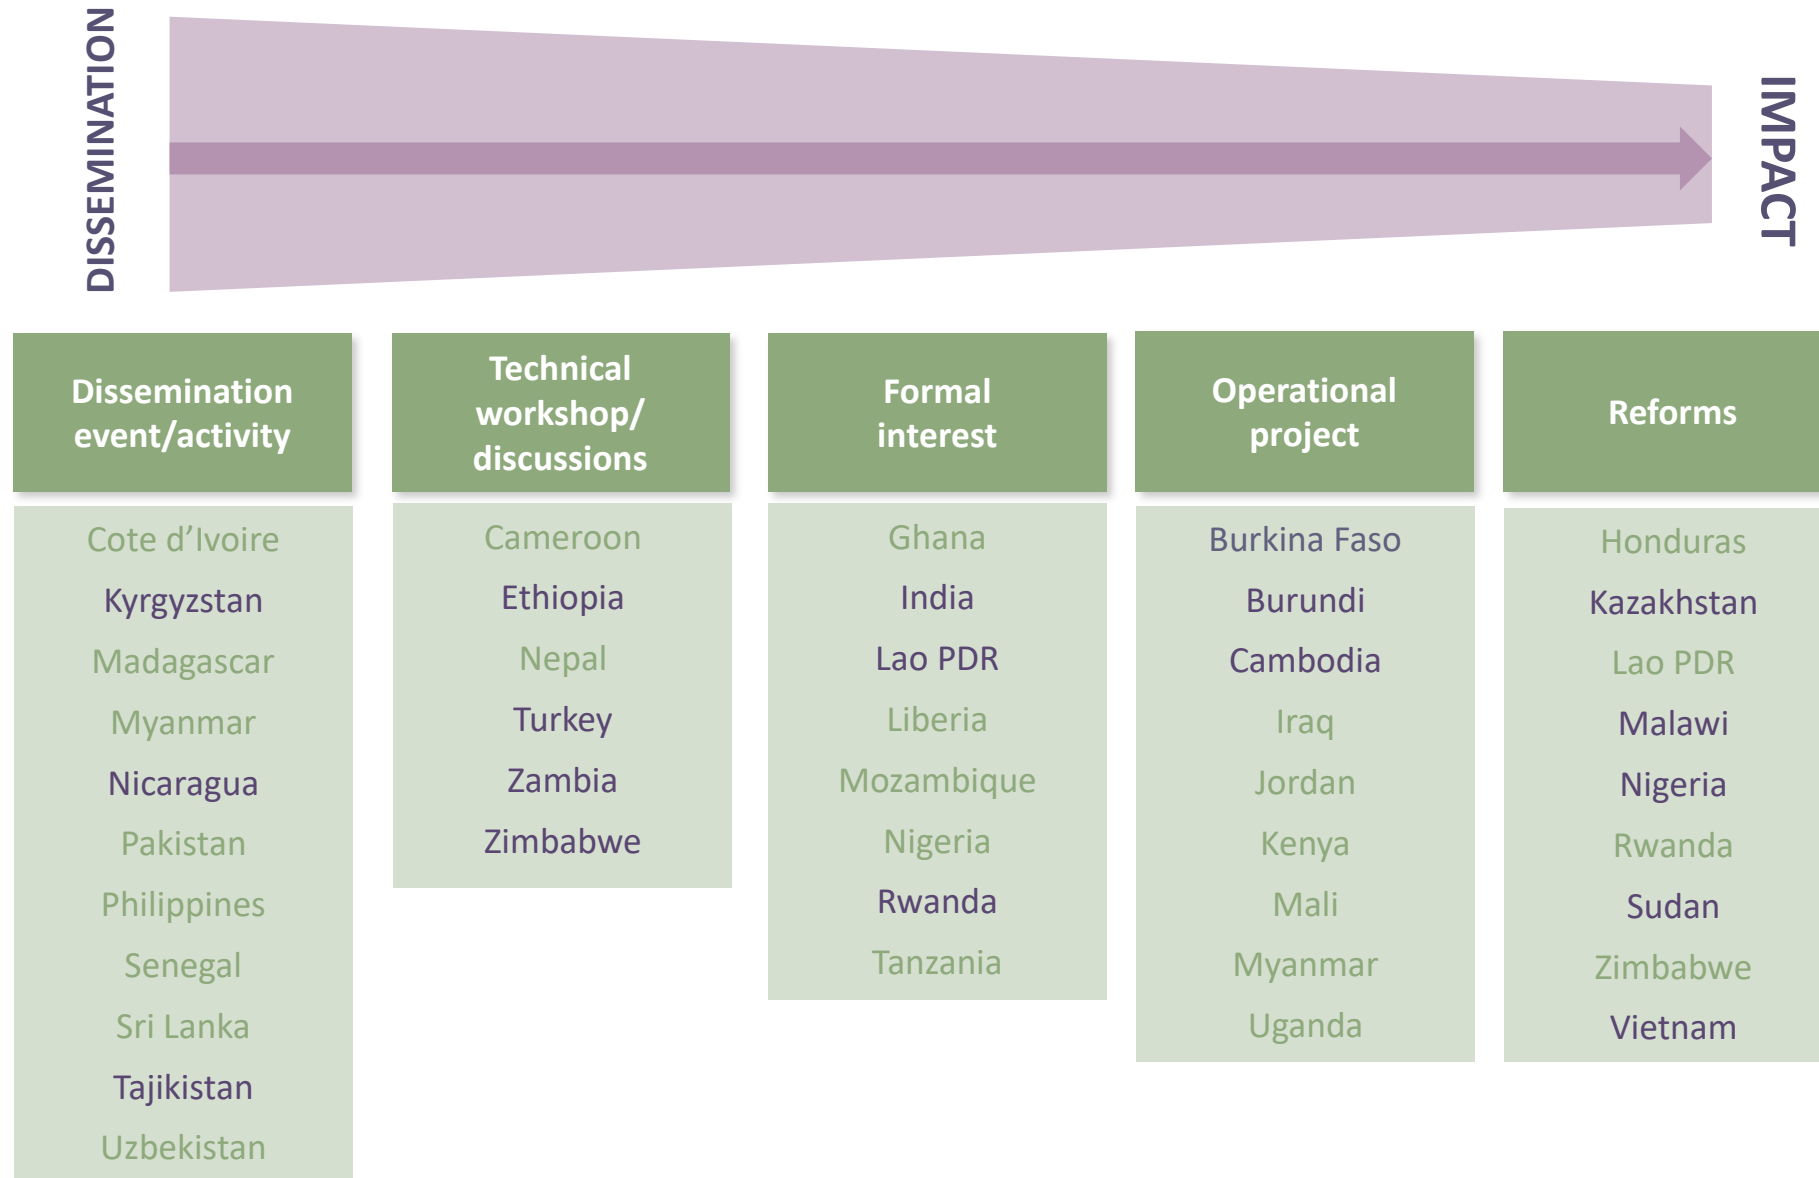 DISSEMINATION
IMPACT
Dissemination
event/activity
Cote d’Ivoire
Kyrgyzstan
Madagascar
Myanmar
Nicaragua
Pakistan
Philippines
Senegal
Sri Lanka
Tajikistan
Uzbekistan
Technical
workshop/
discussions
Cameroon
Ethiopia
Nepal
Turkey
Zambia
Zimbabwe
Formal
interest
Ghana
India
Lao PDR
Liberia
Mozambique
Nigeria
Rwanda
Tanzania
Operational
project
Burkina Faso
Burundi
Cambodia
Iraq
Jordan
Kenya
Mali
Myanmar
Uganda
Reforms
Honduras
Kazakhstan
Lao PDR
Malawi
Nigeria
Rwanda
Sudan
Zimbabwe
Vietnam